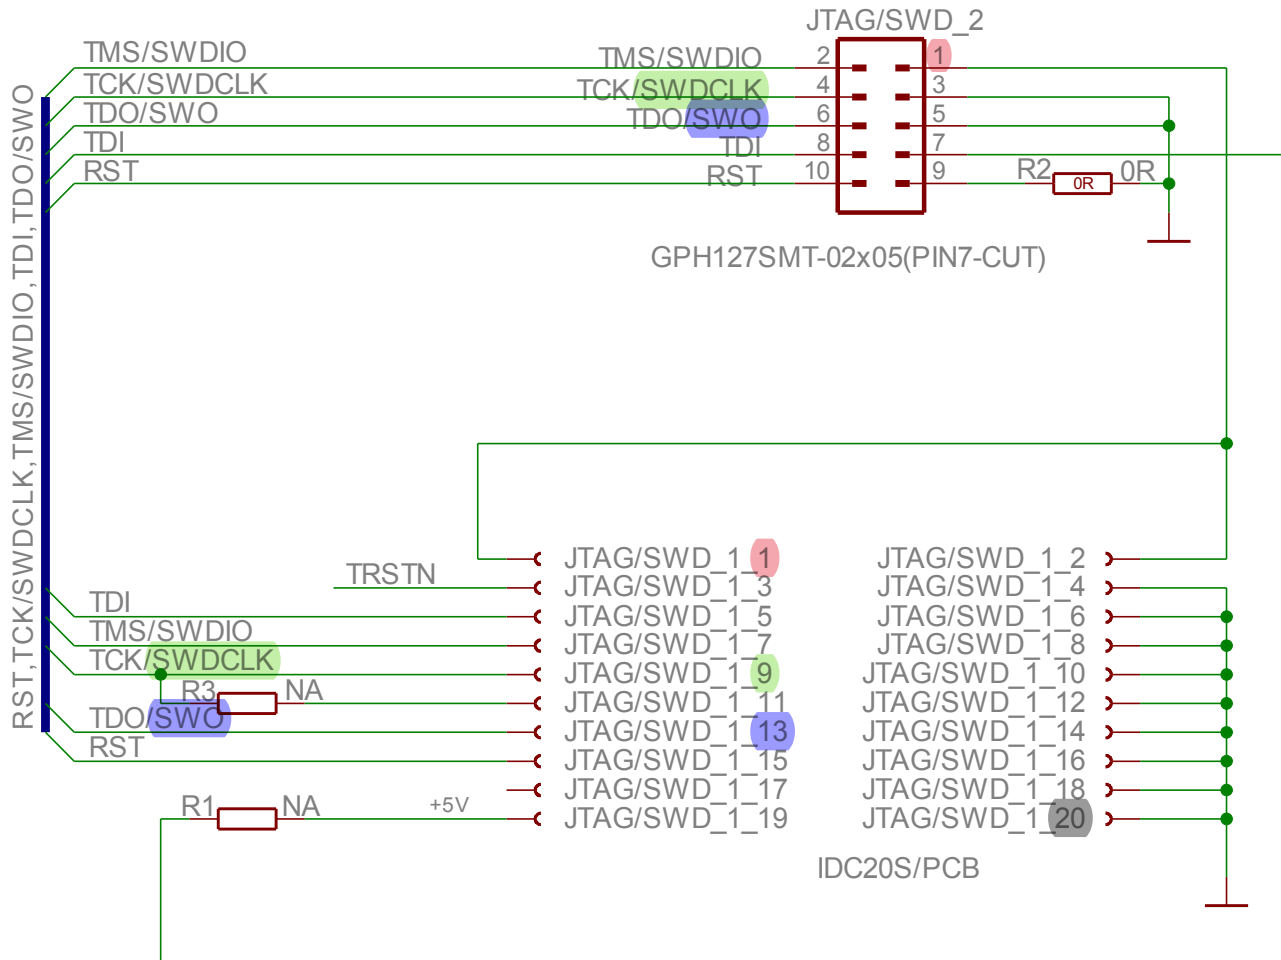 JTAG/SWD_2
TMS/SWDIO TMS/SWDIO 2 1
TCK/SWDCLK TCK/SWDCLK 4 3
TDO/SWO TDO/SWO 6 5
TDI TDI 8 7
RST RST 10 9 R2 0R 0R
GPH127SMT-02x05(PIN7-CUT)
RST,TCK/SWDCLK,TMS/SWDIO,TDI,TDO/SWO
JTAG/SWD_1_1 JTAG/SWD_1_2
TRSTN JTAG/SWD_1_3 JTAG/SWD_1_4
TDI JTAG/SWD_1_5 JTAG/SWD_1_6
TMS/SWDIO JTAG/SWD_1_7 JTAG/SWD_1_8
TCK/SWDCLK JTAG/SWD_1_9 JTAG/SWD_1_10
R3 NA JTAG/SWD_1_11 JTAG/SWD_1_12
TDO/SWO JTAG/SWD_1_13 JTAG/SWD_1_14
RST JTAG/SWD_1_15 JTAG/SWD_1_16
JTAG/SWD_1_17 JTAG/SWD_1_18
R1 NA +5V JTAG/SWD_1_19 JTAG/SWD_1_20
IDC20S/PCB